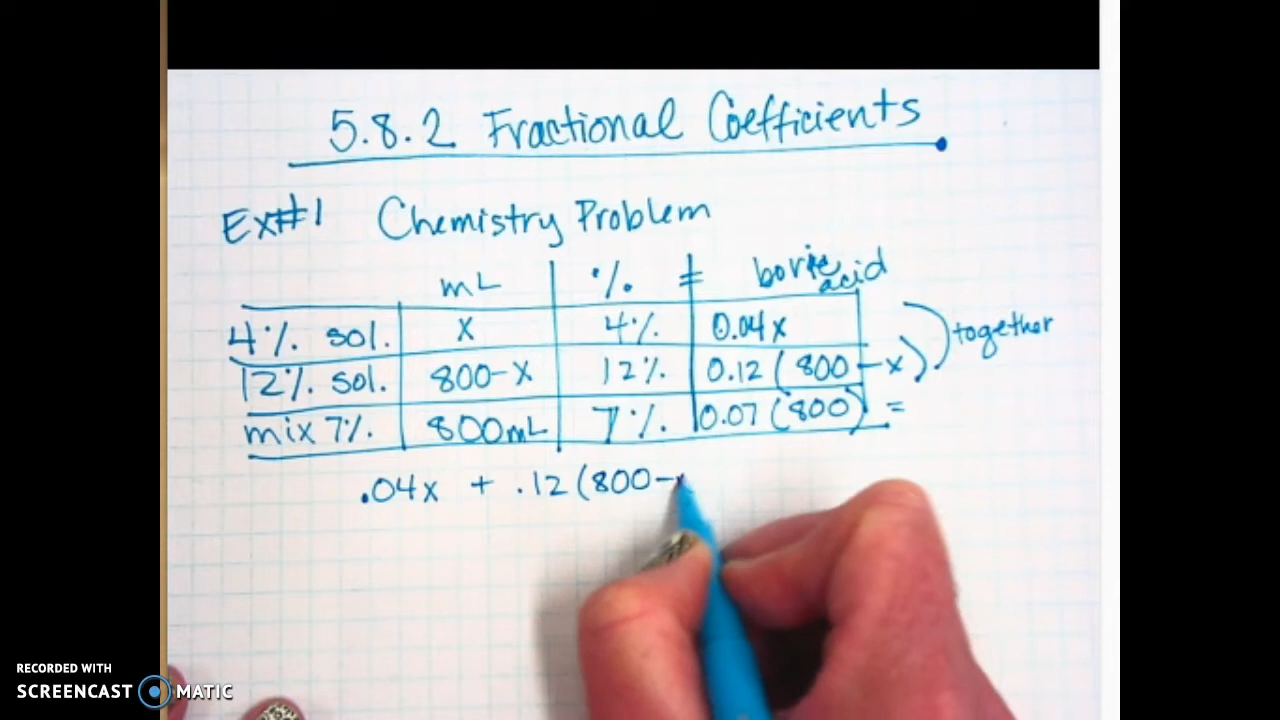 5.8.2 Fractional Coefficients
Ex#1 Chemistry Problem
mL % = boric acid
4% sol. x 4% 0.04x
12% sol. 800-x 12% 0.12(800-x) together
mix 7% 800mL 7% 0.07(800) =
.04x + .12(800-x
RECORDED WITH
SCREENCAST MATIC